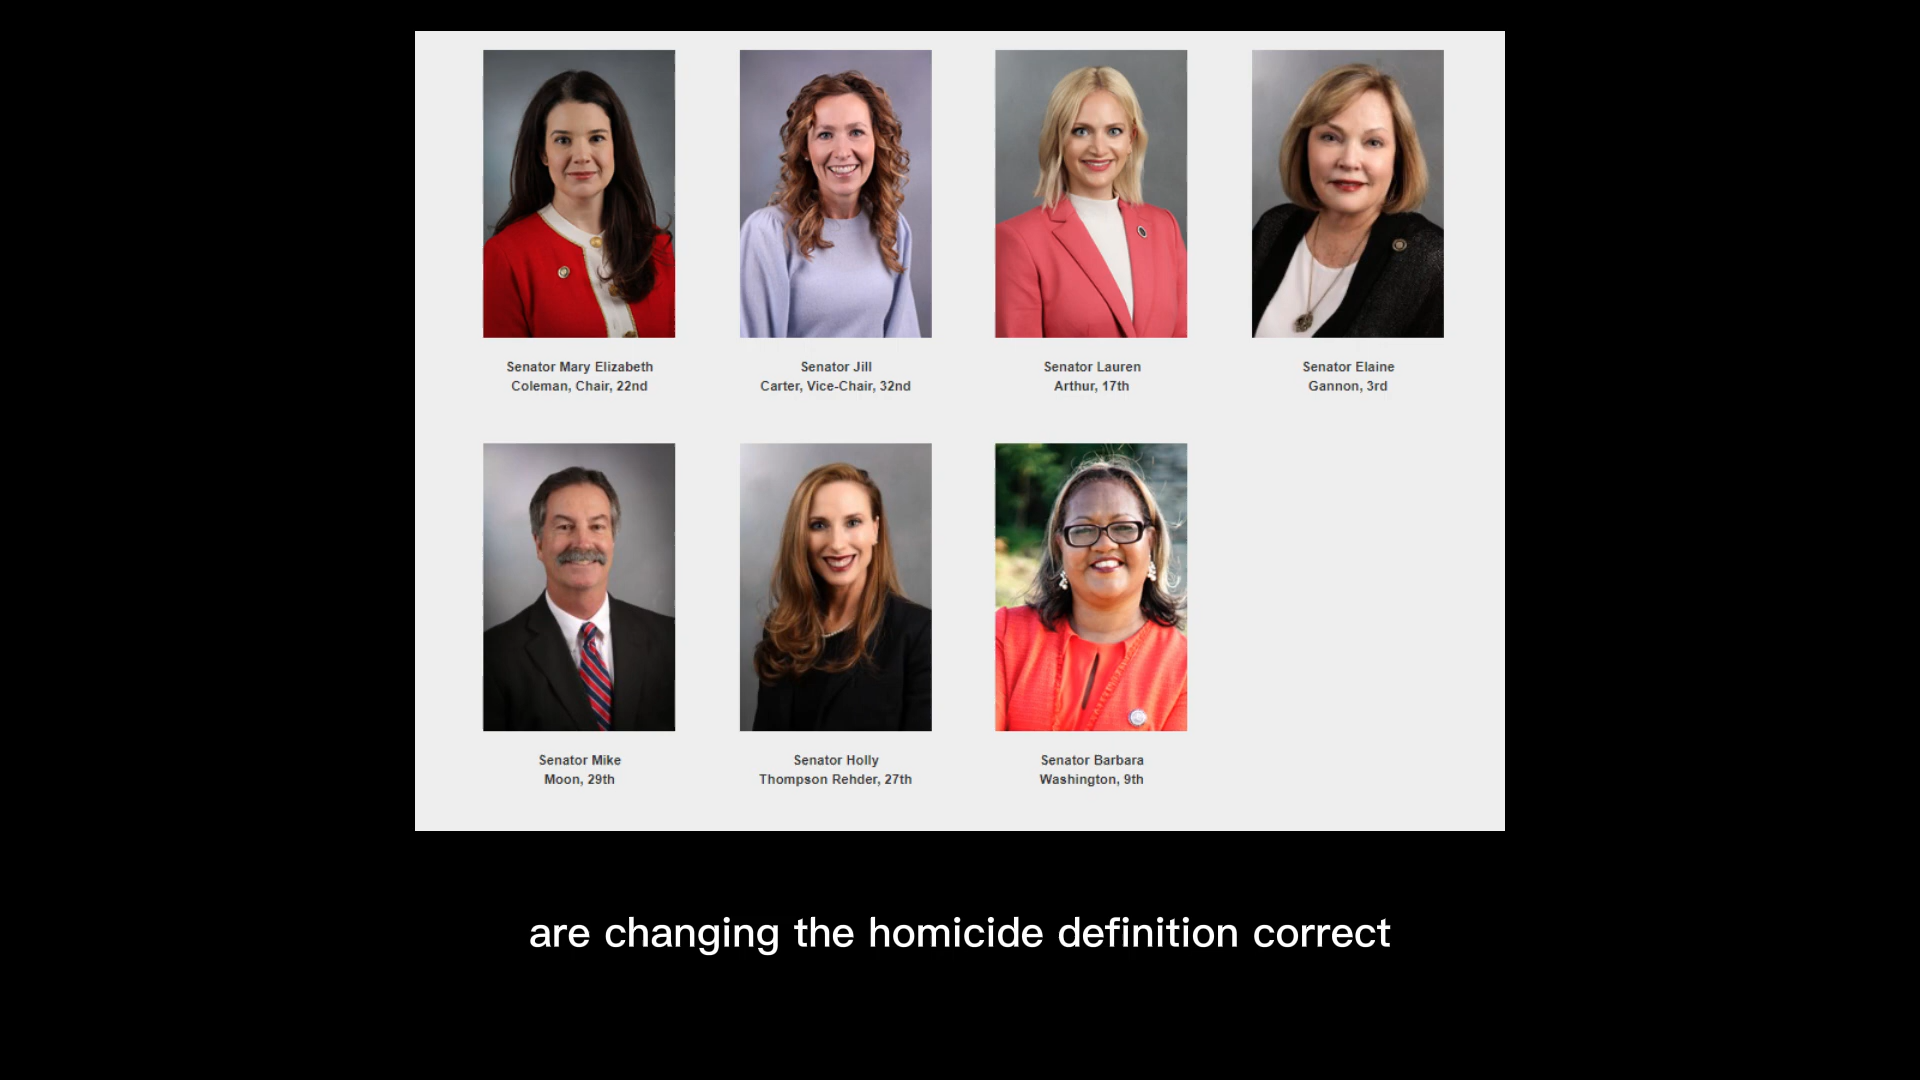 Senator Mary Elizabeth
Coleman, Chair, 22nd
Senator Jill
Carter, Vice-Chair, 32nd
Senator Lauren
Arthur, 17th
Senator Elaine
Gannon, 3rd
Senator Mike
Moon, 29th
Senator Holly
Thompson Rehder, 27th
Senator Barbara
Washington, 9th
are changing the homicide definition correct